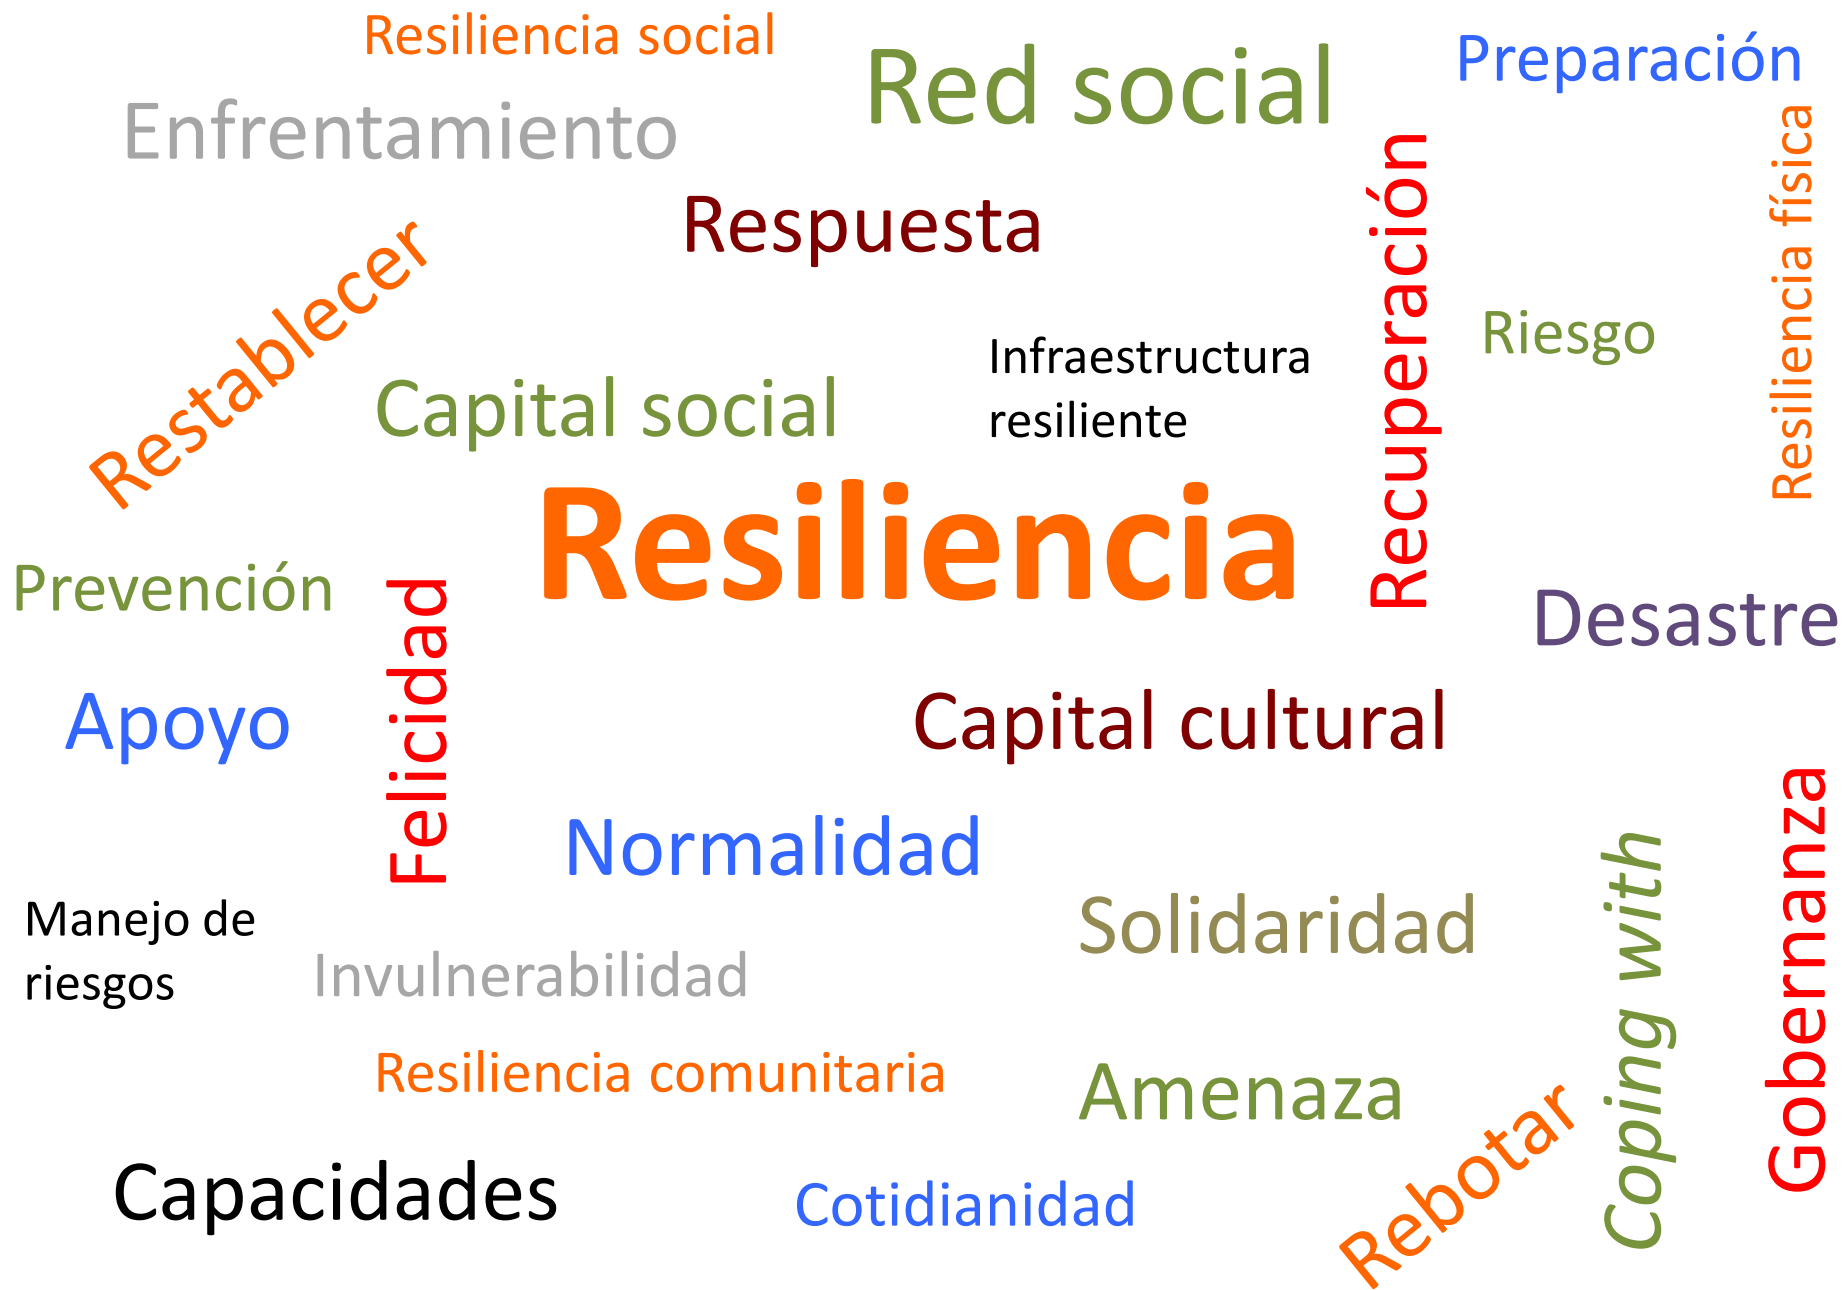 Resiliencia social
Red social
Preparación
Enfrentamiento
Resiliencia física
Recuperación
Respuesta
Restablecer
Riesgo
Infraestructura
resiliente
Capital social
Resiliencia
Prevención
Felicidad
Desastre
Apoyo
Capital cultural
Gobernanza
Normalidad
Coping with
Solidaridad
Manejo de
riesgos
Invulnerabilidad
Resiliencia comunitaria
Amenaza
Rebotar
Capacidades
Cotidianidad